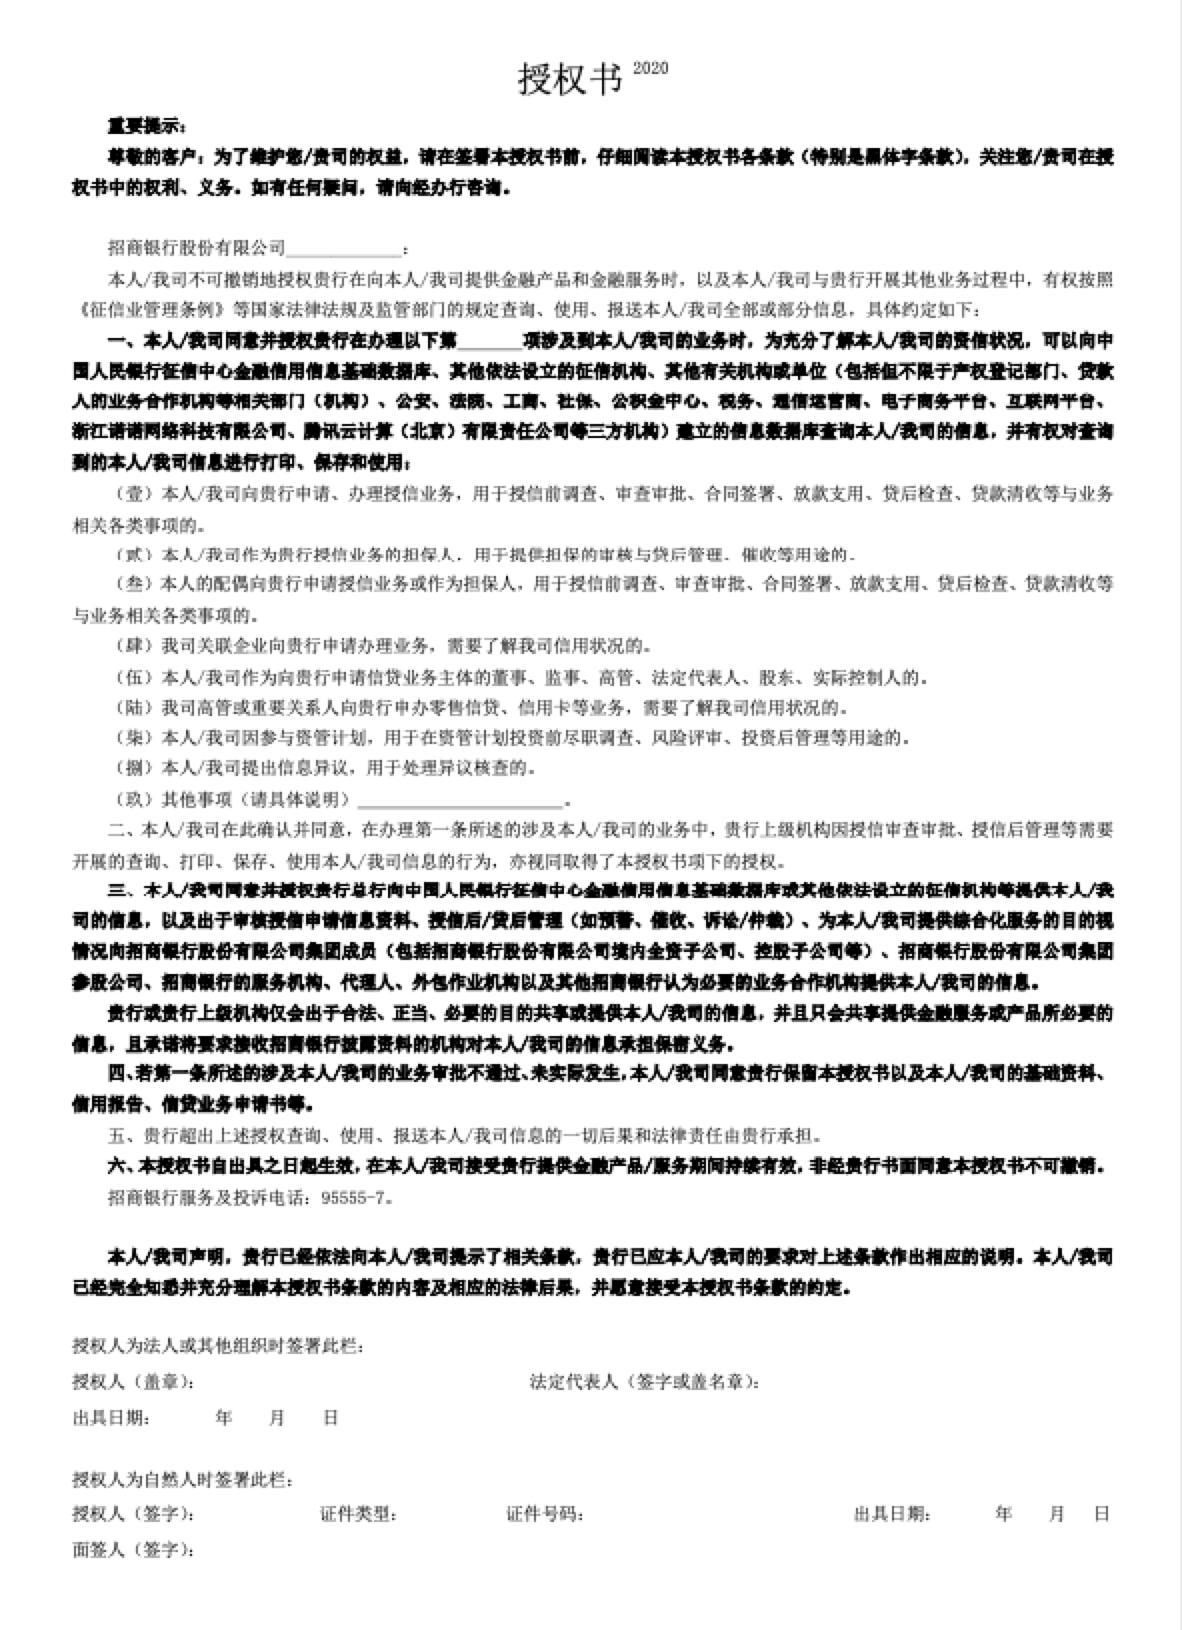 授权书 2020
重要提示：
尊敬的客户：为了维护您/贵司的权益，请在签署本授权书前，仔细阅读本授权书各条款（特别是黑体字条款），关注您/贵司在授
权书中的权利、义务。如有任何疑问，请向经办行咨询。
招商银行股份有限公司_____________：
本人/我司不可撤销地授权贵行在向本人/我司提供金融产品和金融服务时，以及本人/我司与贵行开展其他业务过程中，有权按照
《征信业管理条例》等国家法律法规及监管部门的规定查询、使用、报送本人/我司全部或部分信息，具体约定如下：
一、本人/我司同意并授权贵行在办理以下第_______项涉及到本人/我司的业务时，为充分了解本人/我司的资信状况，可以向中
国人民银行征信中心金融信用信息基础数据库、其他依法设立的征信机构、其他有关机构或单位（包括但不限于产权登记部门、贷款
人的业务合作机构等相关部门（机构）、公安、法院、工商、社保、公积金中心、税务、通信运营商、电子商务平台、互联网平台、
浙江诺诺网络科技有限公司、腾讯云计算（北京）有限责任公司等三方机构）建立的信息数据库查询本人/我司的信息，并有权对查询
到的本人/我司信息进行打印、保存和使用：
（壹）本人/我司向贵行申请、办理授信业务，用于授信前调查、审查审批、合同签署、放款支用、贷后检查、贷款清收等与业务
相关各类事项的。
（贰）本人/我司作为贵行授信业务的担保人，用于提供担保的审核与贷后管理、催收等用途的。
（叁）本人的配偶向贵行申请授信业务或作为担保人，用于授信前调查、审查审批、合同签署、放款支用、贷后检查、贷款清收等
与业务相关各类事项的。
（肆）我司关联企业向贵行申请办理业务，需要了解我司信用状况的。
（伍）本人/我司作为向贵行申请信贷业务主体的董事、监事、高管、法定代表人、股东、实际控制人的。
（陆）我司高管或重要关系人向贵行申办零售信贷、信用卡等业务，需要了解我司信用状况的。
（柒）本人/我司因参与资管计划，用于在资管计划投资前尽职调查、风险评审、投资后管理等用途的。
（捌）本人/我司提出信息异议，用于处理异议核查的。
（玖）其他事项（请具体说明）_______________________。
二、本人/我司在此确认并同意，在办理第一条所述的涉及本人/我司的业务中，贵行上级机构因授信审查审批、授信后管理等需要
开展的查询、打印、保存、使用本人/我司信息的行为，亦视同取得了本授权书项下的授权。
三、本人/我司同意并授权贵行总行向中国人民银行征信中心金融信用信息基础数据库或其他依法设立的征信机构等提供本人/我
司的信息，以及出于审核授信申请信息资料、授信后/贷后管理（如预警、催收、诉讼/仲裁）、为本人/我司提供综合化服务的目的视
情况向招商银行股份有限公司集团成员（包括招商银行股份有限公司境内全资子公司、控股子公司等）、招商银行股份有限公司集团
参股公司、招商银行的服务机构、代理人、外包作业机构以及其他招商银行认为必要的业务合作机构提供本人/我司的信息。
贵行或贵行上级机构仅会出于合法、正当、必要的目的共享或提供本人/我司的信息，并且只会共享提供金融服务或产品所必要的
信息，且承诺将要求接收招商银行披露资料的机构对本人/我司的信息承担保密义务。
四、若第一条所述的涉及本人/我司的业务审批不通过、未实际发生，本人/我司同意贵行保留本授权书以及本人/我司的基础资料、
信用报告、信贷业务申请书等。
五、贵行超出上述授权查询、使用、报送本人/我司信息的一切后果和法律责任由贵行承担。
六、本授权书自出具之日起生效，在本人/我司接受贵行提供金融产品/服务期间持续有效，非经贵行书面同意本授权书不可撤销。
招商银行服务及投诉电话：95555-7。
本人/我司声明，贵行已经依法向本人/我司提示了相关条款，贵行已应本人/我司的要求对上述条款作出相应的说明。本人/我司
已经完全知悉并充分理解本授权书条款的内容及相应的法律后果，并愿意接受本授权书条款的约定。
授权人为法人或其他组织时签署此栏：
授权人（盖章）： 法定代表人（签字或盖名章）：
出具日期： 年 月 日
授权人为自然人时签署此栏：
授权人（签字）： 证件类型： 证件号码： 出具日期： 年 月 日
面签人（签字）：